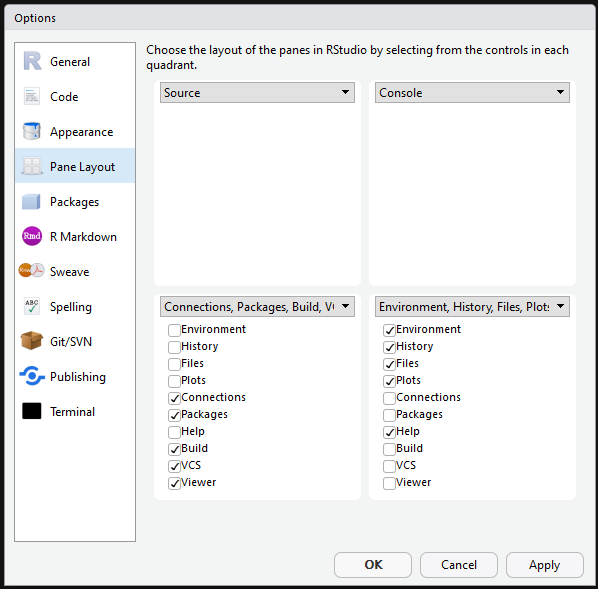 Options
General
Code
Appearance
Pane Layout
Packages
Rmd
R Markdown
Sweave
ABC
Spelling
Git/SVN
Publishing
Terminal
Choose the layout of the panes in RStudio by selecting from the controls in each
quadrant.
Source
Console
Connections, Packages, Build, V
Environment
History
Files
Plots
Connections
Packages
Help
Build
VCS
Viewer
Environment, History, Files, Plots
Environment
History
Files
Plots
Connections
Packages
Help
Build
VCS
Viewer
OK
Cancel
Apply